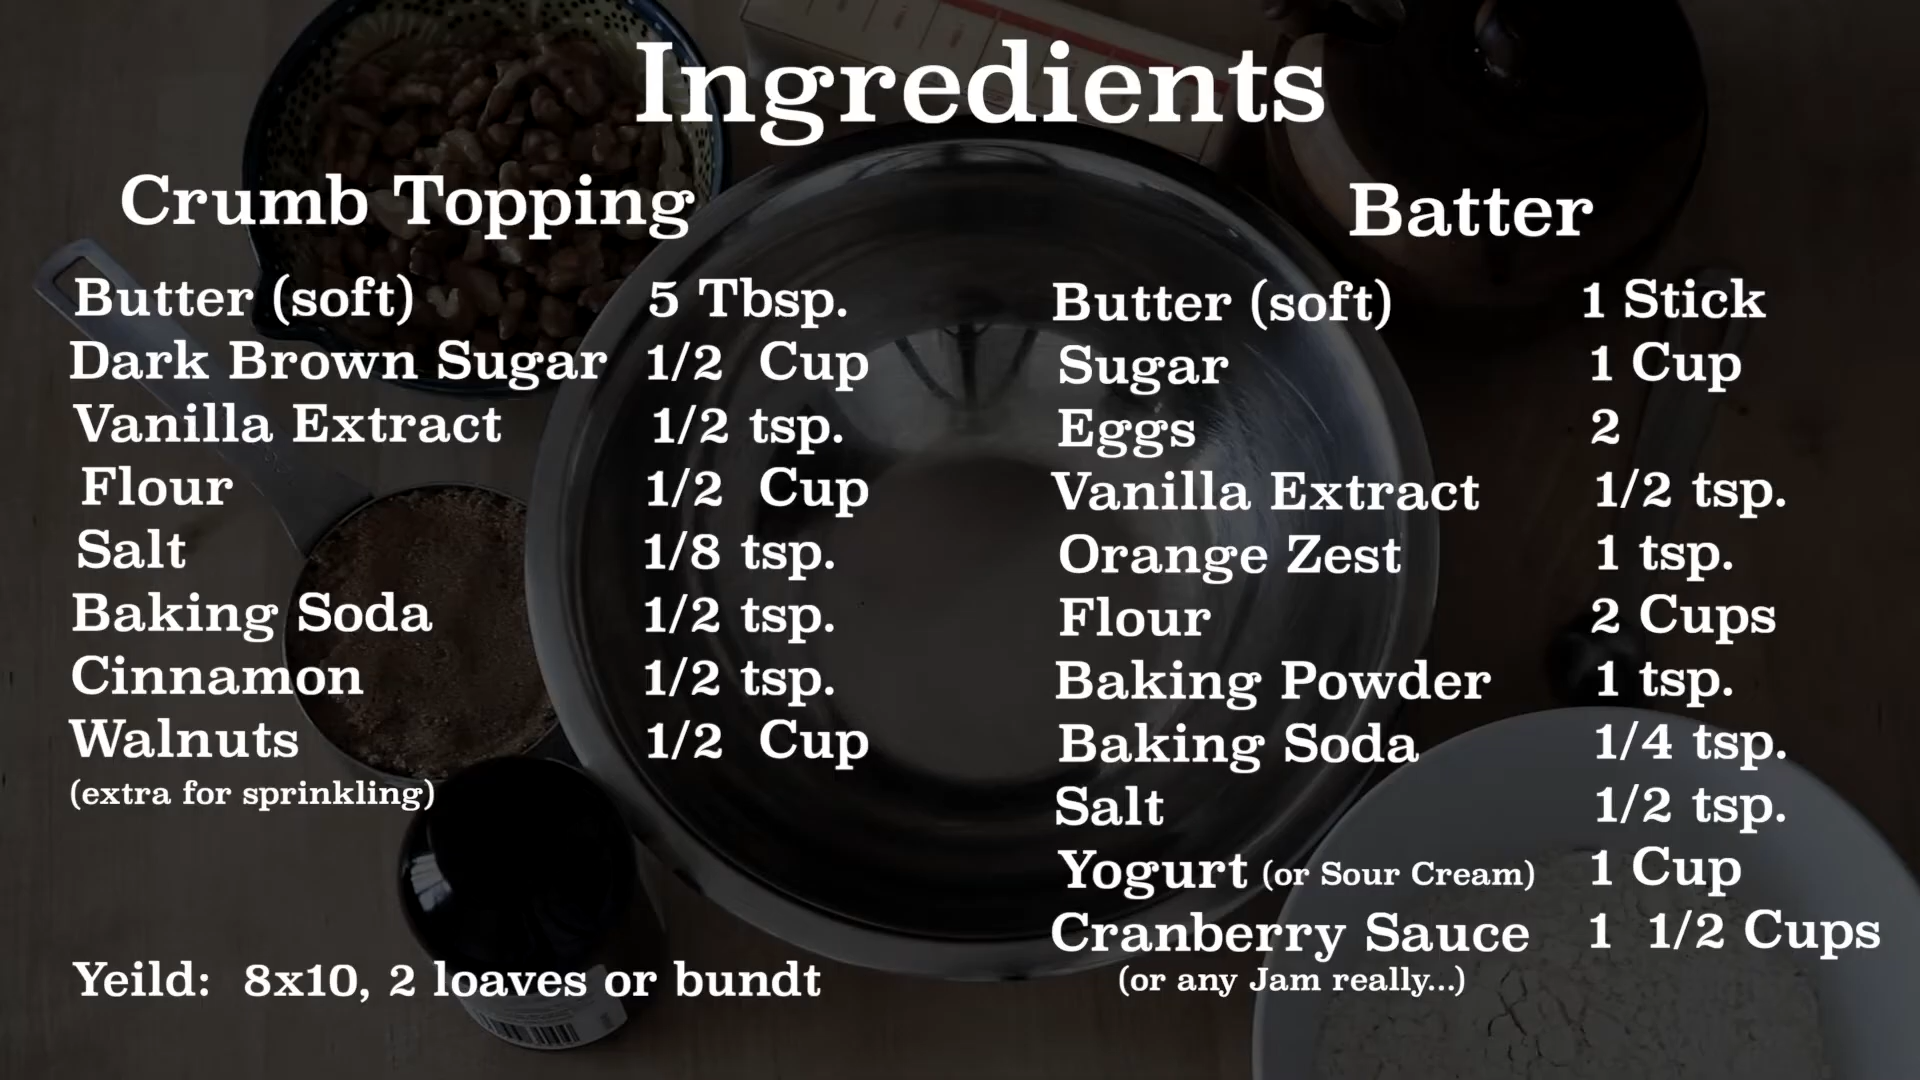 Ingredients
Crumb Topping
Butter (soft) 5 Tbsp.
Dark Brown Sugar 1/2 Cup
Vanilla Extract 1/2 tsp.
Flour 1/2 Cup
Salt 1/8 tsp.
Baking Soda 1/2 tsp.
Cinnamon 1/2 tsp.
Walnuts 1/2 Cup
(extra for sprinkling)
Yeild: 8x10, 2 loaves or bundt
Batter
Butter (soft) 1 Stick
Sugar 1 Cup
Eggs 2
Vanilla Extract 1/2 tsp.
Orange Zest 1 tsp.
Flour 2 Cups
Baking Powder 1 tsp.
Baking Soda 1/4 tsp.
Salt 1/2 tsp.
Yogurt (or Sour Cream) 1 Cup
Cranberry Sauce 1 1/2 Cups
(or any Jam really...)